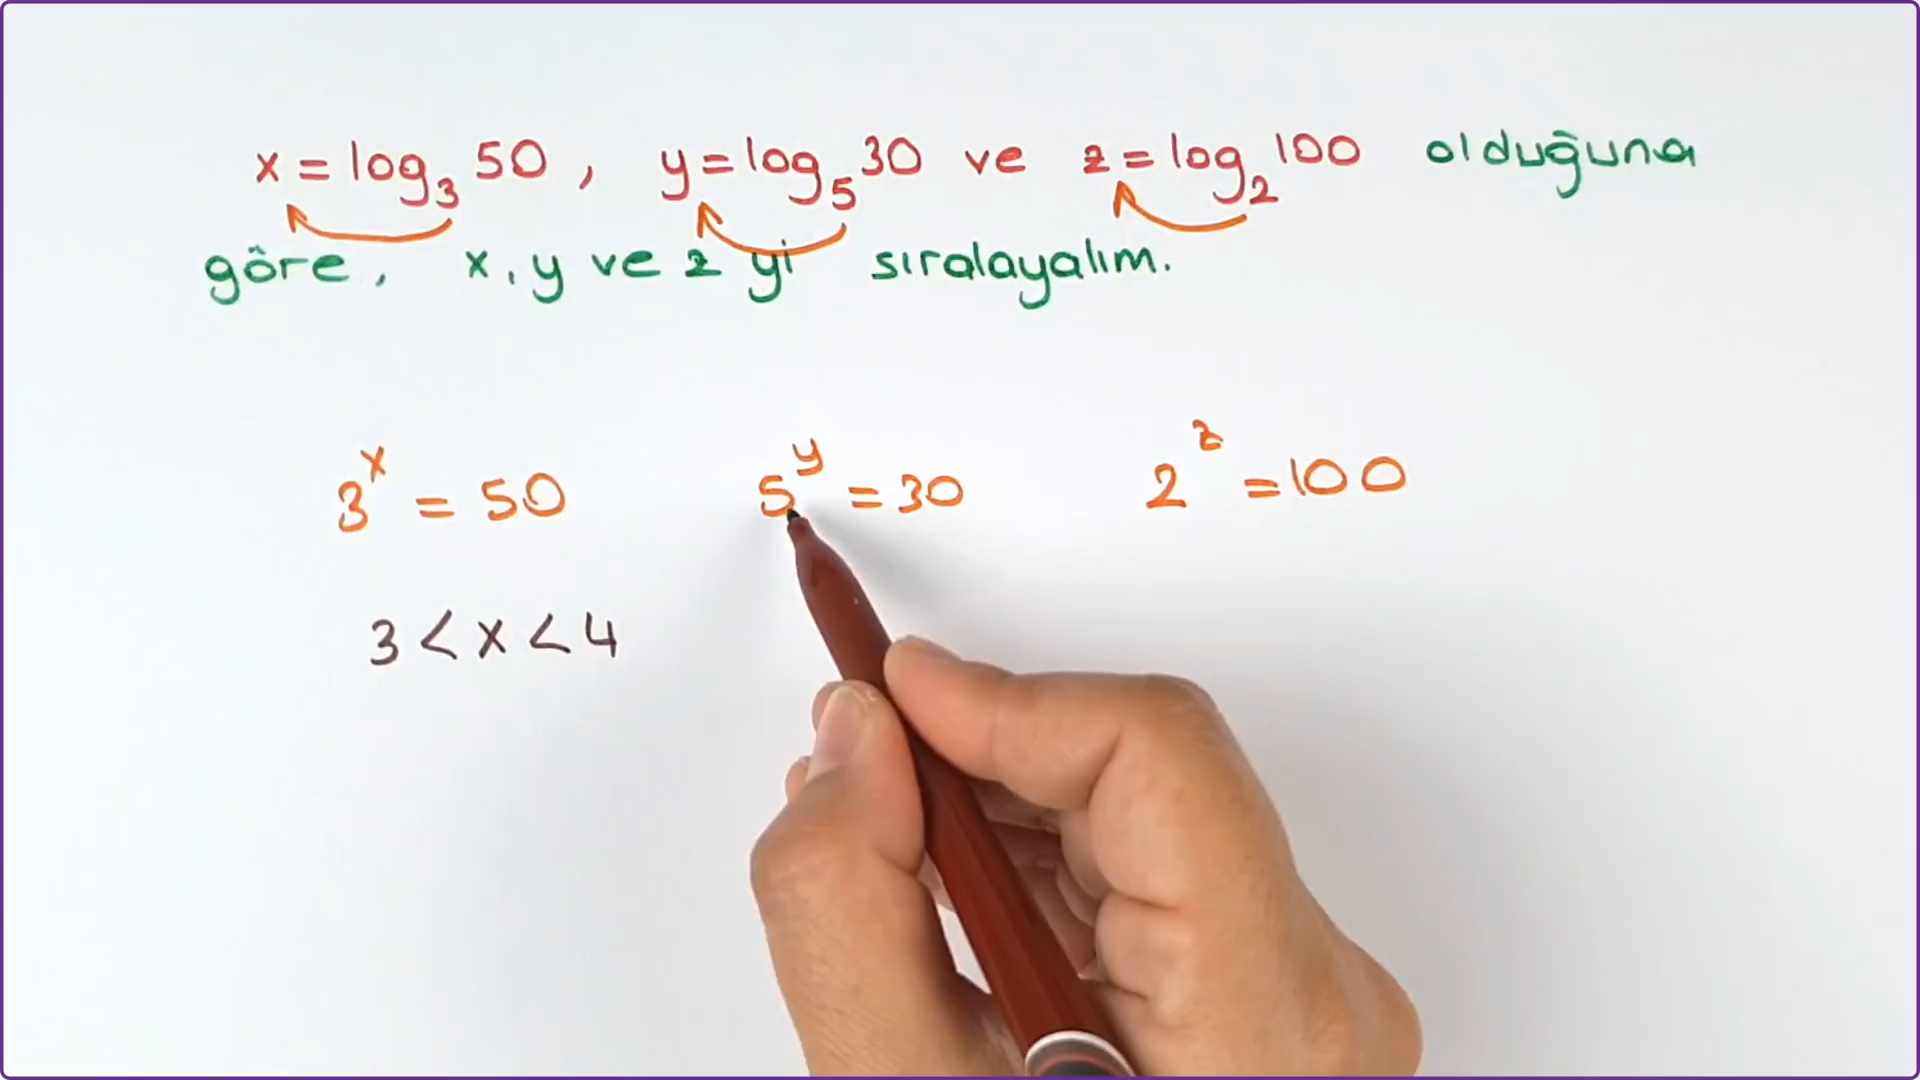 x = log₃ 50 , y = log₅ 30 ve z = log₂ 100 olduğuna
göre, x, y ve z yi sıralayalım.
3ˣ = 50 5ʸ = 30 2ᶻ = 100
3 < x < 4